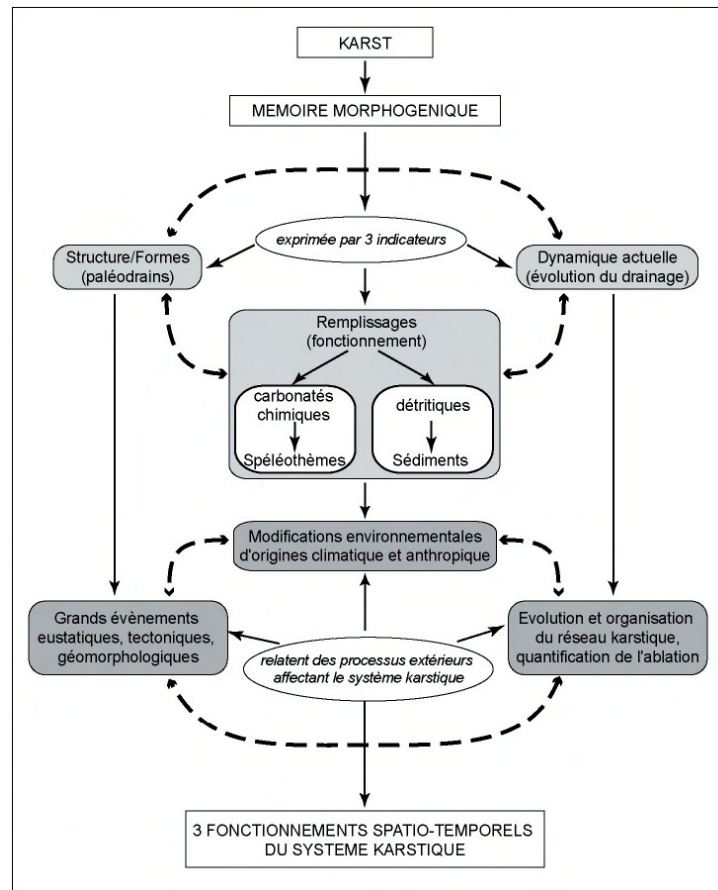 KARST
MEMOIRE MORPHOGENIQUE
exprimée par 3 indicateurs
Structure/Formes
(paléodrains)
Dynamique actuelle
(évolution du drainage)
Remplissages
(fonctionnement)
carbonatés
chimiques
Spéléothèmes
détritiques
Sédiments
Modifications environnementales
d'origines climatique et anthropique
Grands évènements
eustatiques, tectoniques,
géomorphologiques
Evolution et organisation
du réseau karstique,
quantification de l'ablation
relatent des processus extérieurs
affectant le système karstique
3 FONCTIONNEMENTS SPATIO-TEMPORELS
DU SYSTEME KARSTIQUE